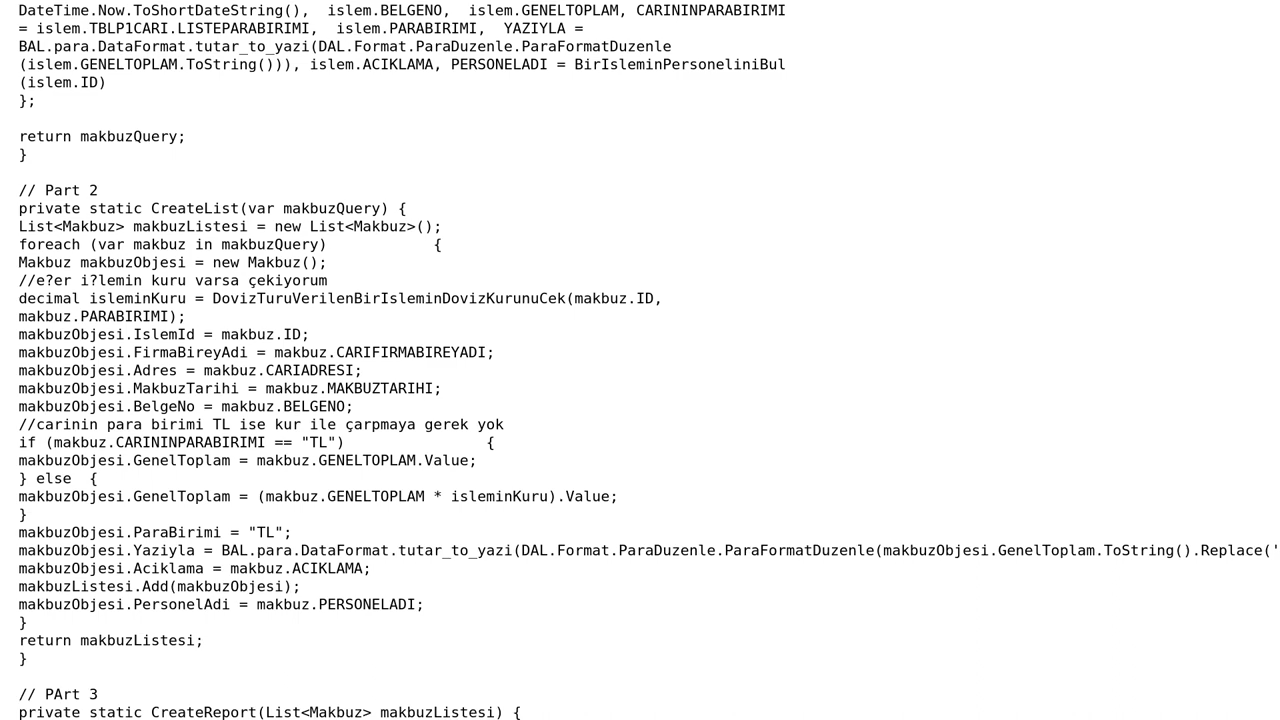 DateTime.Now.ToShortDateString(),  islem.BELGENO,  islem.GENELTOPLAM, CARININPARABIRIMI
= islem.TBLP1CARI.LISTEPARABIRIMI,  islem.PARABIRIMI,  YAZIYLA =
BAL.para.DataFormat.tutar_to_yazi(DAL.Format.ParaDuzenle.ParaFormatDuzenle
(islem.GENELTOPLAM.ToString())), islem.ACIKLAMA, PERSONELADI = BirIsleminPersoneliniBul
(islem.ID)
};

return makbuzQuery;
}

// Part 2
private static CreateList(var makbuzQuery) {
List<Makbuz> makbuzListesi = new List<Makbuz>();
foreach (var makbuz in makbuzQuery)            {
Makbuz makbuzObjesi = new Makbuz();
//e?er i?lemin kuru varsa çekiyorum
decimal isleminKuru = DovizTuruVerilenBirIsleminDovizKurunuCek(makbuz.ID,
makbuz.PARABIRIMI);
makbuzObjesi.IslemId = makbuz.ID;
makbuzObjesi.FirmaBireyAdi = makbuz.CARIFIRMABIREYADI;
makbuzObjesi.Adres = makbuz.CARIADRESI;
makbuzObjesi.MakbuzTarihi = makbuz.MAKBUZTARIHI;
makbuzObjesi.BelgeNo = makbuz.BELGENO;
//carinin para birimi TL ise kur ile çarpmaya gerek yok
if (makbuz.CARININPARABIRIMI == "TL")                {
makbuzObjesi.GenelToplam = makbuz.GENELTOPLAM.Value;
} else  {
makbuzObjesi.GenelToplam = (makbuz.GENELTOPLAM * isleminKuru).Value;
}
makbuzObjesi.ParaBirimi = "TL";
makbuzObjesi.Yaziyla = BAL.para.DataFormat.tutar_to_yazi(DAL.Format.ParaDuzenle.ParaFormatDuzenle(makbuzObjesi.GenelToplam.ToString().Replace('
makbuzObjesi.Aciklama = makbuz.ACIKLAMA;
makbuzListesi.Add(makbuzObjesi);
makbuzObjesi.PersonelAdi = makbuz.PERSONELADI;
}
return makbuzListesi;
}

// PArt 3
private static CreateReport(List<Makbuz> makbuzListesi) {